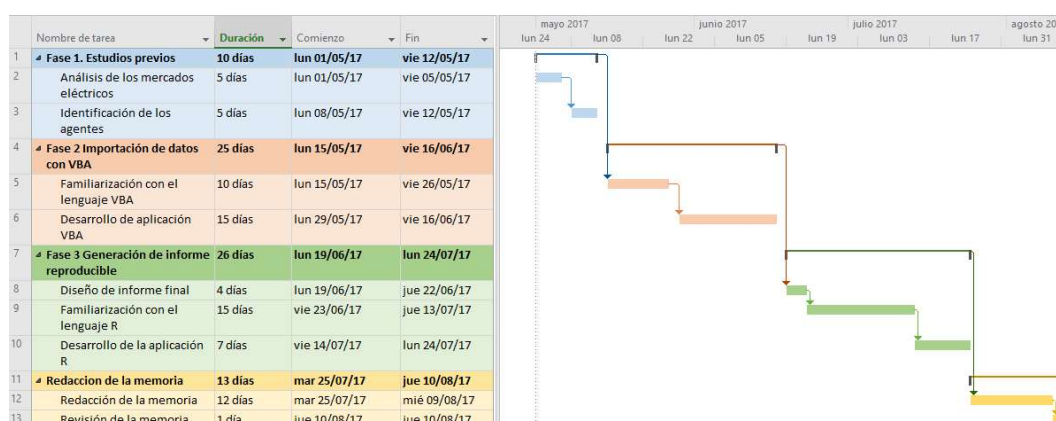 mayo 2017 junio 2017 julio 2017 agosto 20
Nombre de tarea Duración Comienzo Fin lun 24 lun 08 lun 22 lun 05 lun 19 lun 03 lun 17 lun 31
1 Fase 1. Estudios previos 10 días lun 01/05/17 vie 12/05/17
2 Análisis de los mercados 5 días lun 01/05/17 vie 05/05/17
eléctricos
3 Identificación de los 5 días lun 08/05/17 vie 12/05/17
agentes
4 Fase 2 Importación de datos 25 días lun 15/05/17 vie 16/06/17
con VBA
5 Familiarización con el 10 días lun 15/05/17 vie 26/05/17
lenguaje VBA
6 Desarrollo de aplicación 15 días lun 29/05/17 vie 16/06/17
VBA
7 Fase 3 Generación de informe 26 días lun 19/06/17 lun 24/07/17
reproducible
8 Diseño de informe final 4 días lun 19/06/17 jue 22/06/17
9 Familiarización con el 15 días vie 23/06/17 jue 13/07/17
lenguaje R
10 Desarrollo de la aplicación 7 días vie 14/07/17 lun 24/07/17
R
11 Redaccion de la memoria 13 días mar 25/07/17 jue 10/08/17
12 Redacción de la memoria 12 días mar 25/07/17 mié 09/08/17
13 Revisión de la memoria 1 día jue 10/08/17 jue 10/08/17